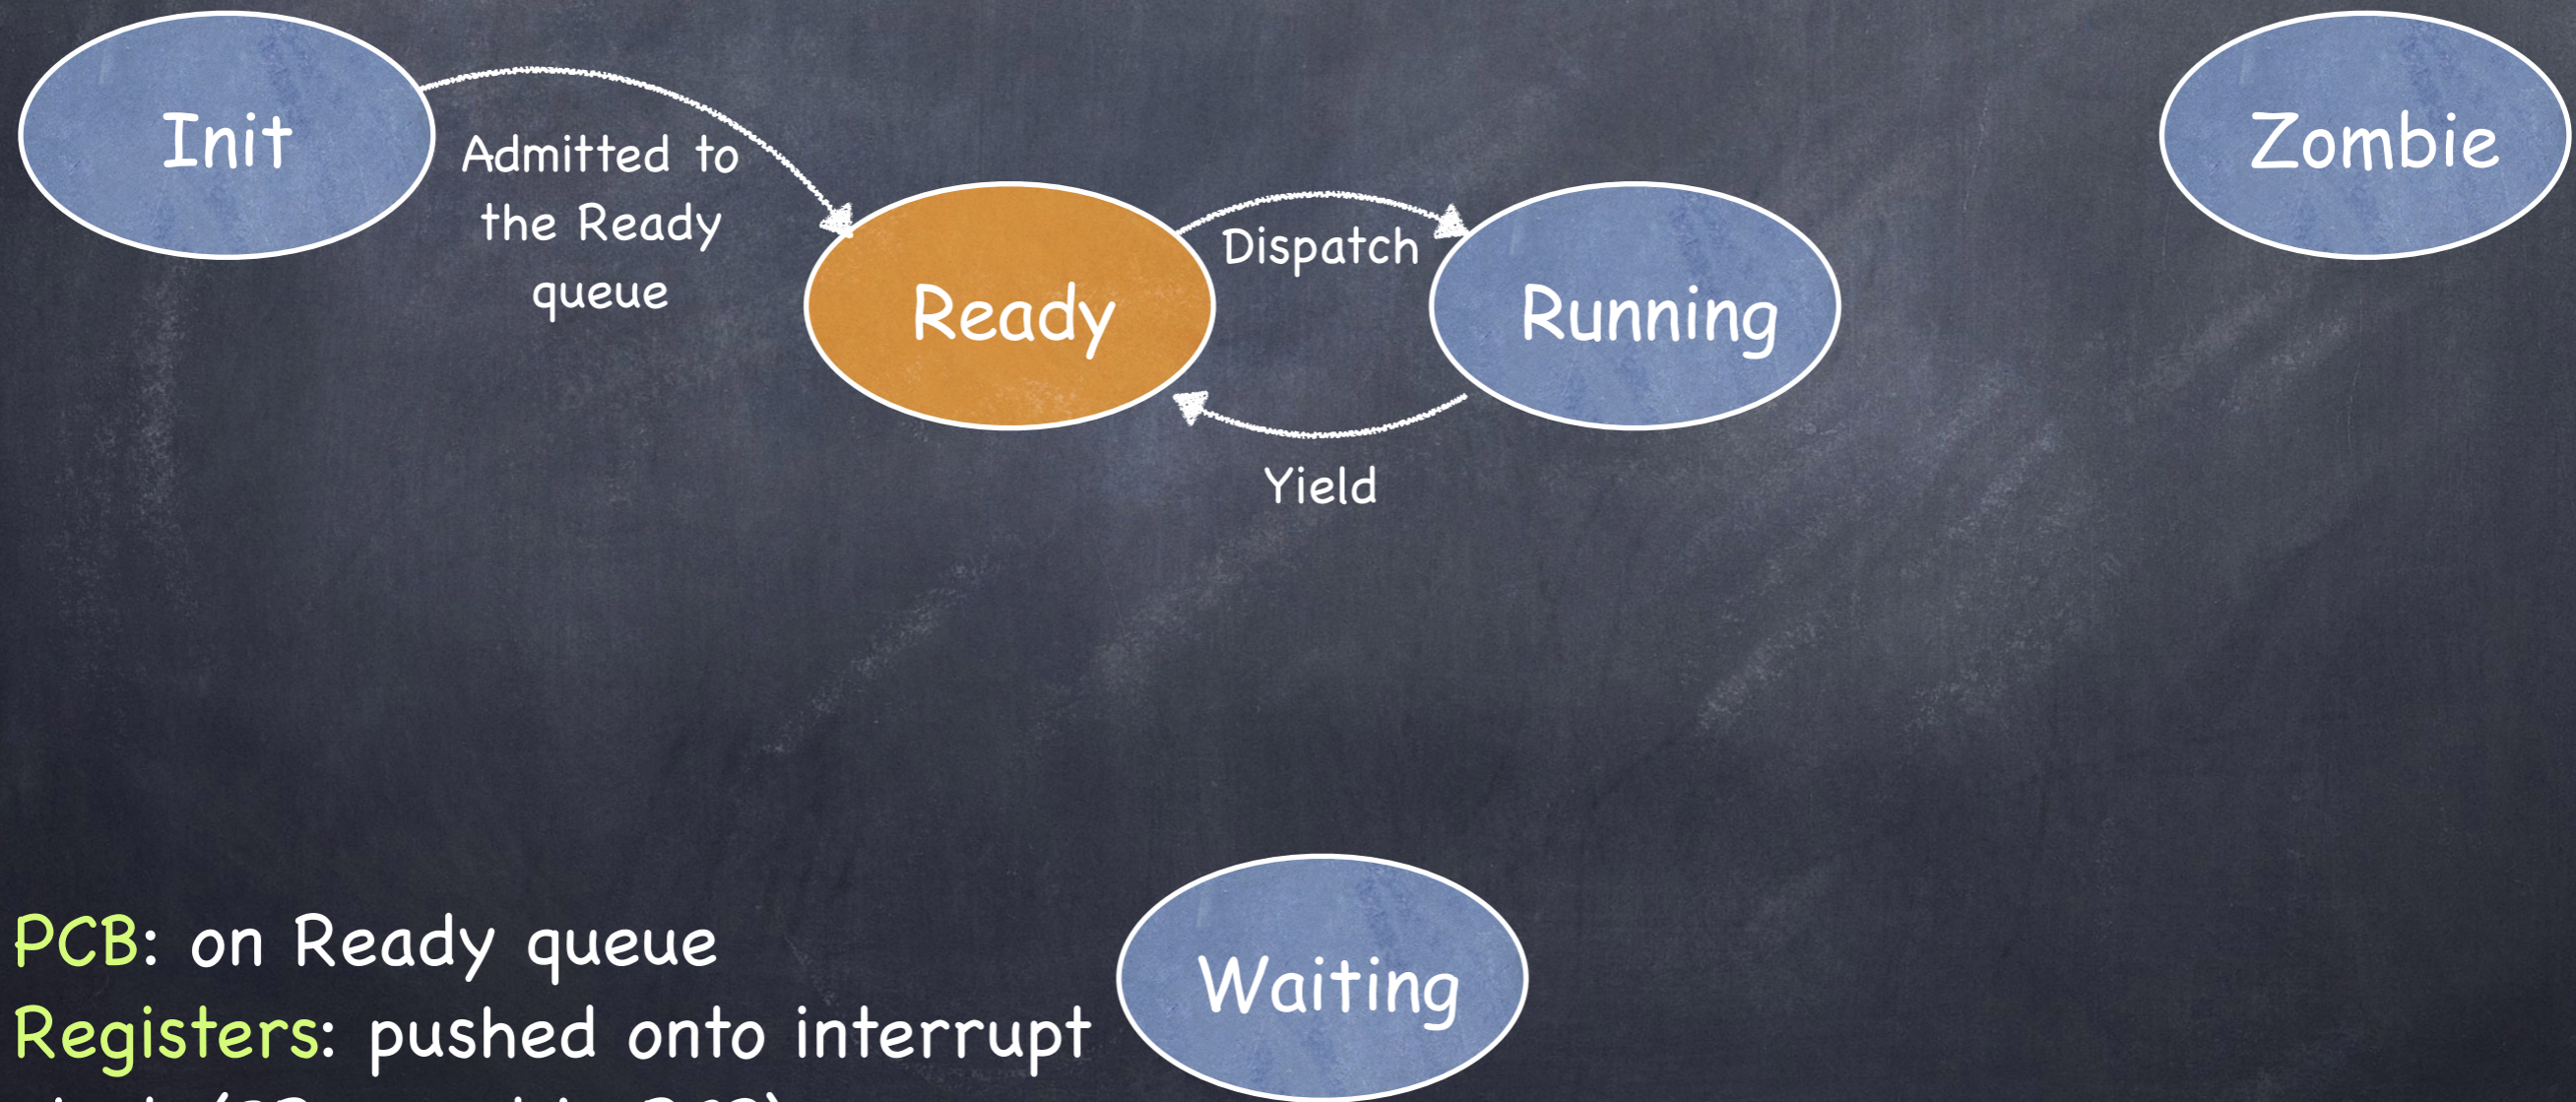 Init
Zombie
Admitted to
the Ready
queue
Dispatch
Ready
Running
Yield
PCB: on Ready queue
Registers: pushed onto interrupt
Waiting